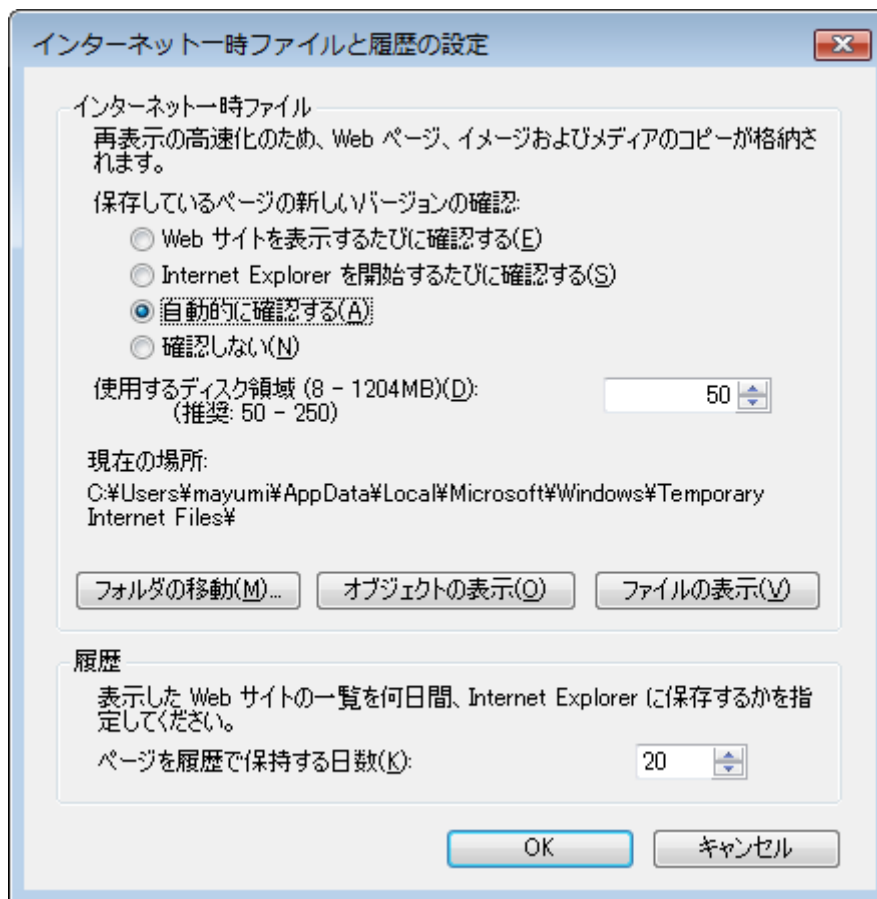 インターネット一時ファイルと履歴の設定
インターネット一時ファイル
再表示の高速化のため、Web ページ、イメージおよびメディアのコピーが格納さ
れます。
保存しているページの新しいバージョンの確認:
Web サイトを表示するたびに確認する(E)
Internet Explorer を開始するたびに確認する(S)
自動的に確認する(A)
確認しない(N)
使用するディスク領域 (8 - 1204MB)(D): 50
(推奨: 50 - 250)
現在の場所:
C:¥Users¥mayumi¥AppData¥Local¥Microsoft¥Windows¥Temporary
Internet Files¥
フォルダの移動(M)... オブジェクトの表示(O) ファイルの表示(V)
履歴
表示した Web サイトの一覧を何日間、Internet Explorer に保存するかを指
定してください。
ページを履歴で保持する日数(K): 20
OK キャンセル